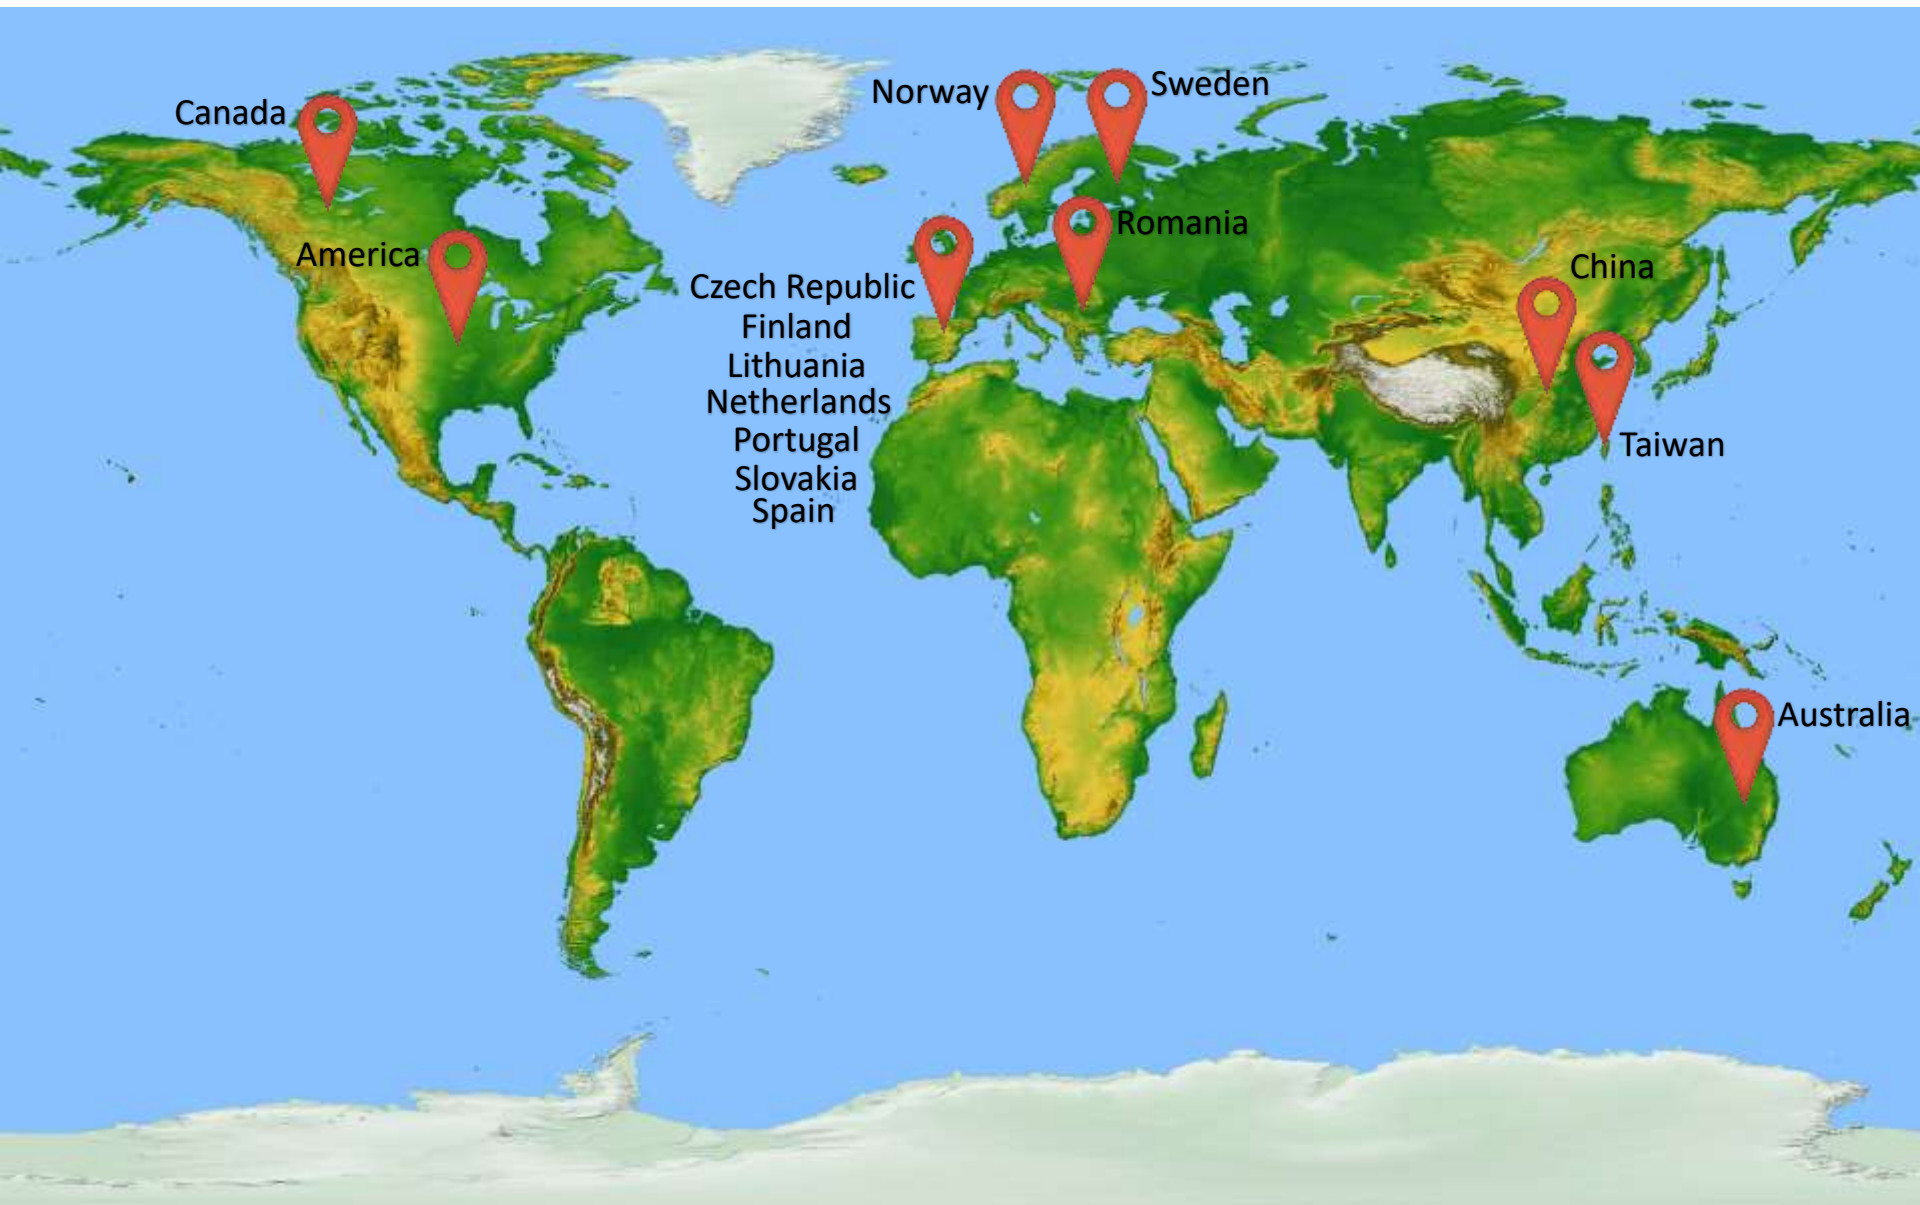 Sweden
Norway
Canada
Romania
America
China
Czech Republic
Finland
Lithuania
Netherlands
Portugal
Taiwan
Slovakia
Spain
Australia